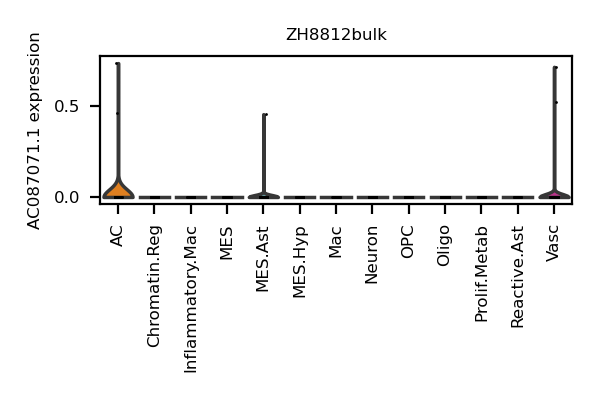 ZH8812bulk
AC087071.1 expression
0.5
0.0
AC
Chromatin.Reg
Inflammatory.Mac
MES
MES.Ast
MES.Hyp
Mac
Neuron
OPC
Oligo
Prolif.Metab
Reactive.Ast
Vasc